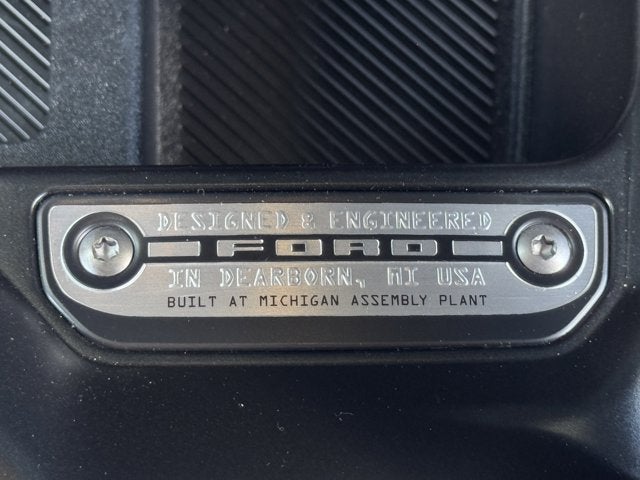 DESIGNED & ENGINEERED
FORD
IN DEARBORN, MI USA
BUILT AT MICHIGAN ASSEMBLY PLANT